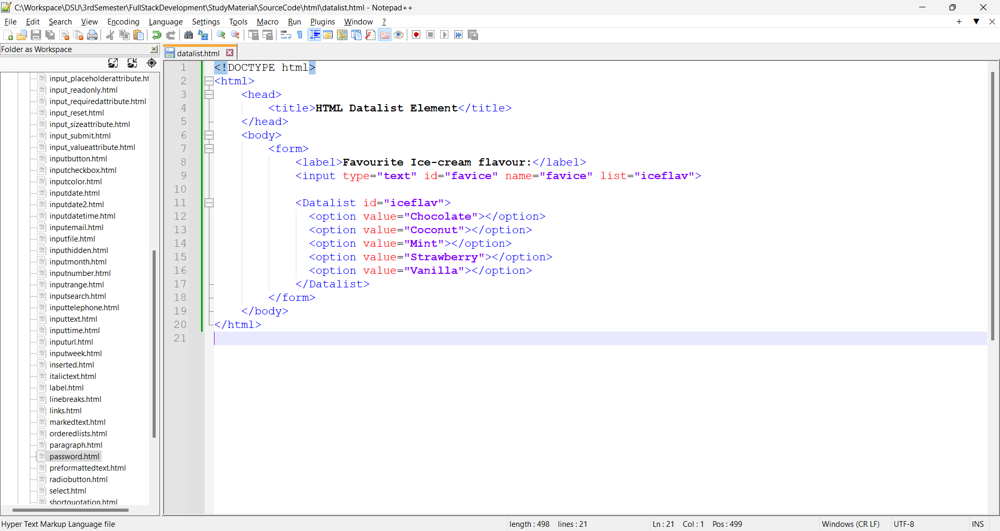 C:\Workspace\DSU\3rdSemester\FullStackDevelopment\StudyMaterial\SourceCode\html\datalist.html - Notepad++
File Edit Search View Encoding Language Settings Tools Macro Run Plugins Window ?
Folder as Workspace
input_placeholderattribute.ht
input_readonly.html
input_requiredattribute.html
input_reset.html
input_sizeattribute.html
input_submit.html
input_valueattribute.html
inputbutton.html
inputcheckbox.html
inputcolor.html
inputdate.html
inputdate2.html
inputdatetime.html
inputemail.html
inputfile.html
inputhidden.html
inputmonth.html
inputnumber.html
inputrange.html
inputsearch.html
inputtelephone.html
inputtext.html
inputtime.html
inputurl.html
inputweek.html
inserted.html
italictext.html
label.html
linebreaks.html
links.html
markedtext.html
orderedlists.html
paragraph.html
password.html
preformattedtext.html
radiobutton.html
select.html
shortquotation.html
datalist.html
1 <!DOCTYPE html>
2 <html>
3 <head>
4 <title>HTML Datalist Element</title>
5 </head>
6 <body>
7 <form>
8 <label>Favourite Ice-cream flavour:</label>
9 <input type="text" id="favice" name="favice" list="iceflav">
10
11 <Datalist id="iceflav">
12 <option value="Chocolate"></option>
13 <option value="Coconut"></option>
14 <option value="Mint"></option>
15 <option value="Strawberry"></option>
16 <option value="Vanilla"></option>
17 </Datalist>
18 </form>
19 </body>
20 </html>
21
Hyper Text Markup Language file length : 498 lines : 21 Ln : 21 Col : 1 Pos : 499 Windows (CR LF) UTF-8 INS